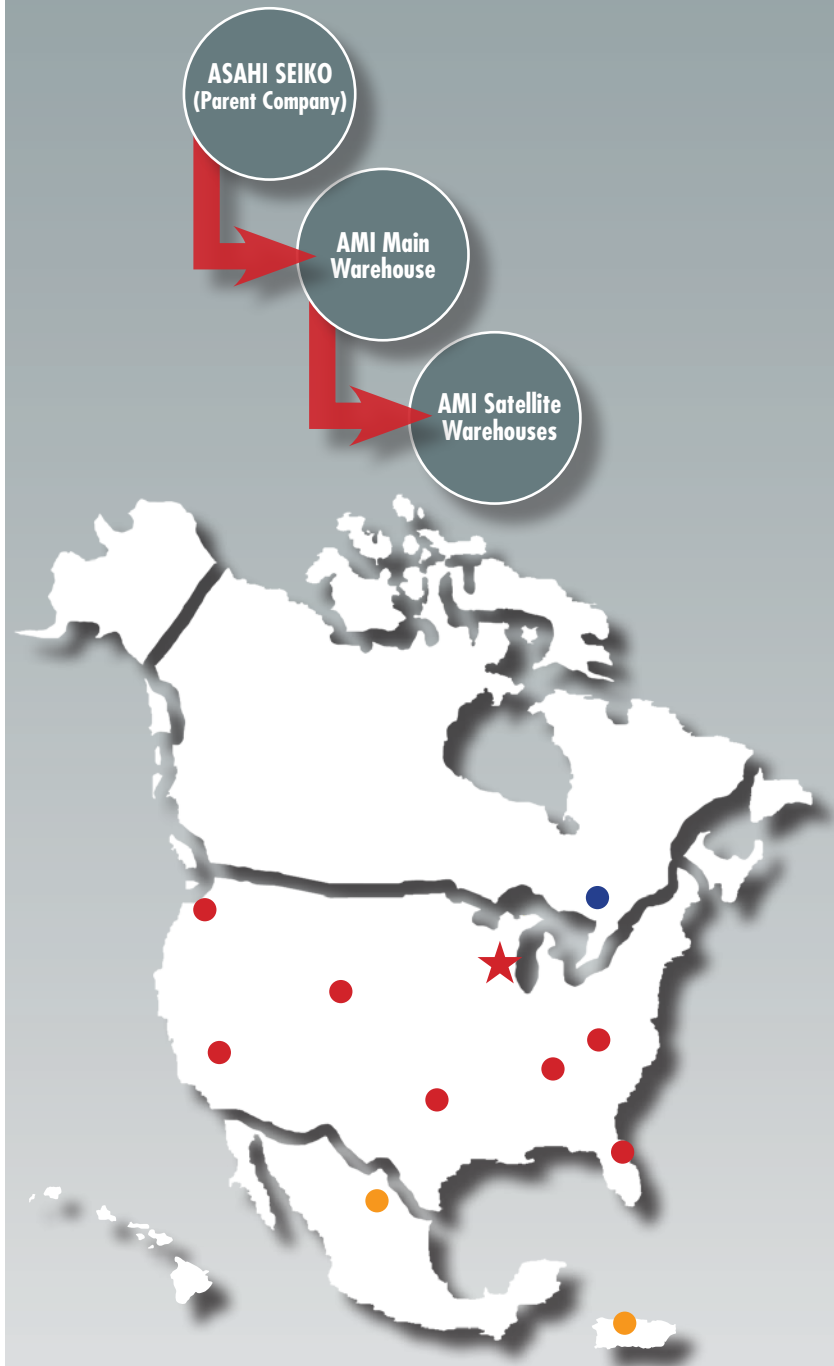 ASAHI SEIKO
(Parent Company)
AMI Main
Warehouse
AMI Satellite
Warehouses